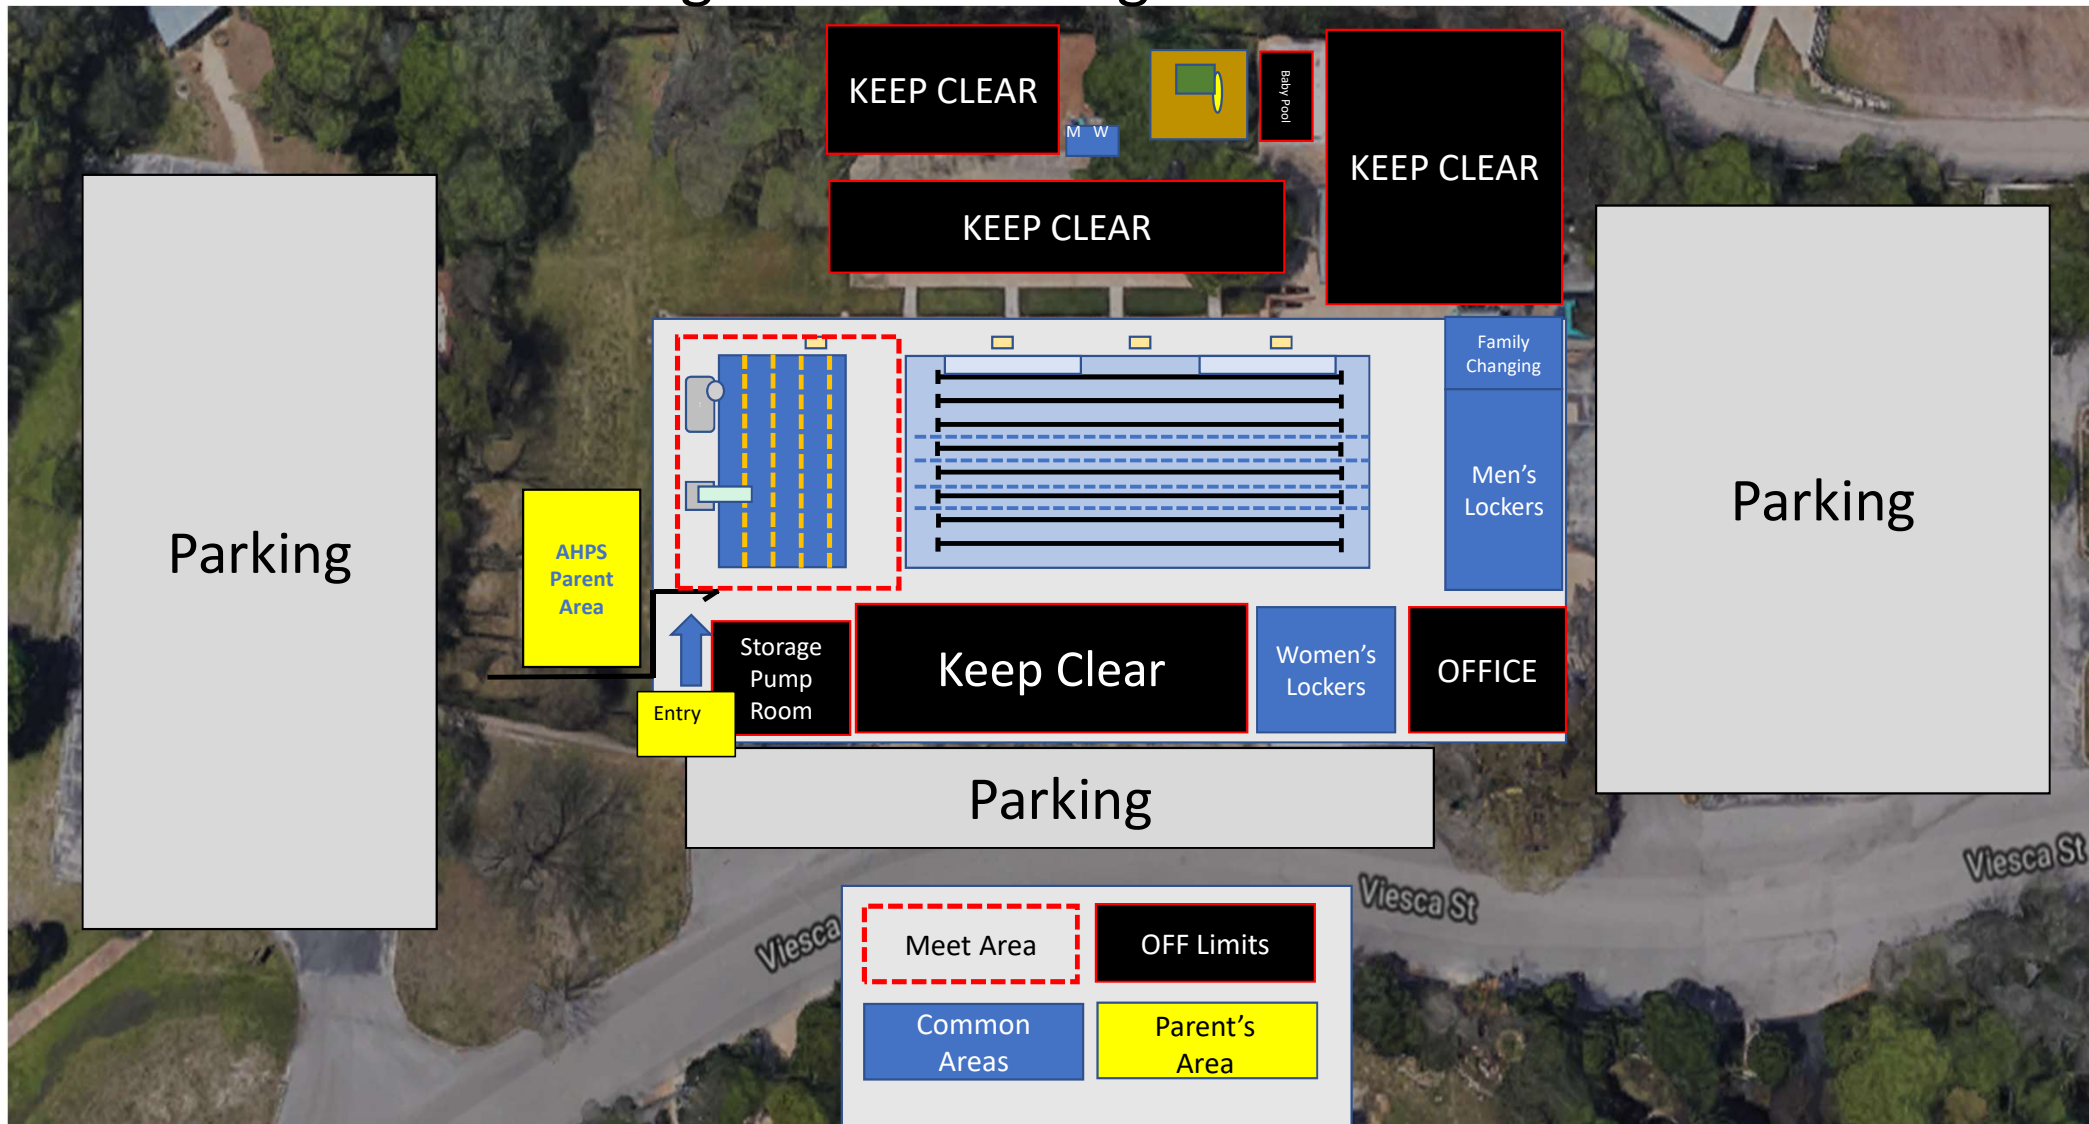 KEEP CLEAR
Baby Pool
M W
KEEP CLEAR
KEEP CLEAR
Family
Changing
Men’s
Lockers
Parking
Parking
AHPS
Parent
Area
Storage
Pump
Room
Keep Clear
Women’s
Lockers
OFFICE
Entry
Parking
Viesca St
Viesca St
Viesca
Meet Area
OFF Limits
Common
Areas
Parent’s
Area